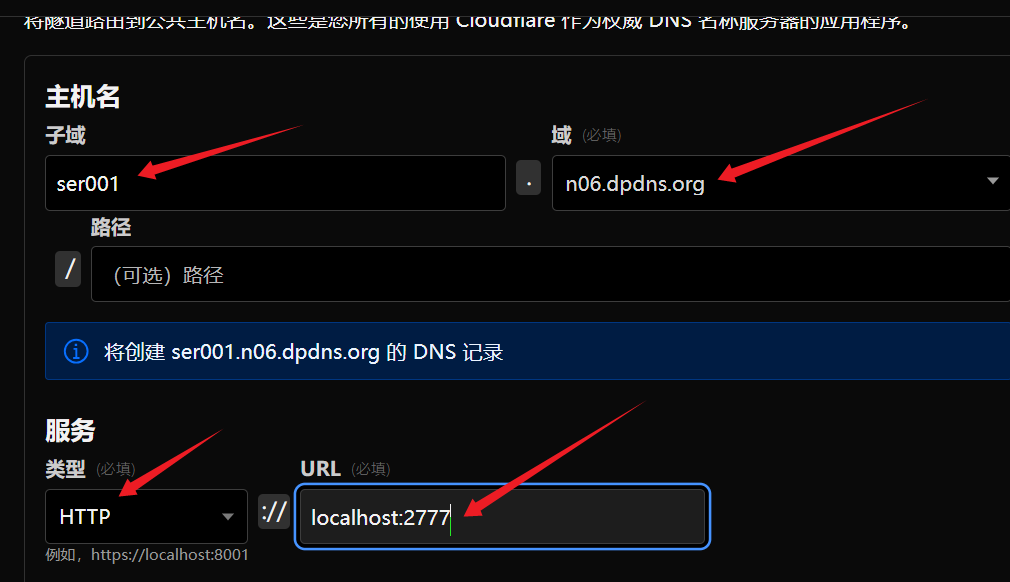 将隧道路由到公共主机名。这些是您所有的使用 Cloudflare 作为权威 DNS 名称服务器的应用程序。
主机名
子域
域 (必填)
ser001
.
n06.dpdns.org
路径
/
（可选）路径
将创建 ser001.n06.dpdns.org 的 DNS 记录
服务
类型 (必填)
URL (必填)
HTTP
://
localhost:2777
例如，https://localhost:8001